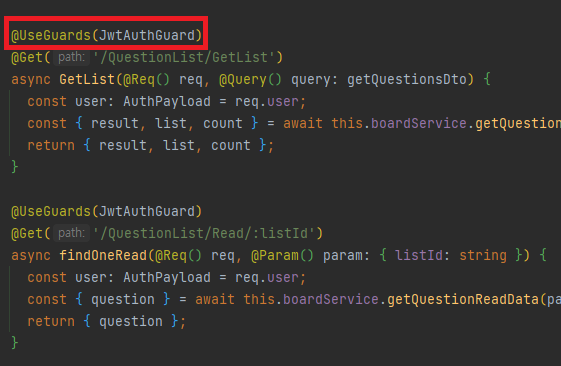 @UseGuards(JwtAuthGuard)
@Get( path: '/QuestionList/GetList')
async GetList(@Req() req, @Query() query: getQuestionsDto) {
const user: AuthPayload = req.user;
const { result, list, count } = await this.boardService.getQuestion
return { result, list, count };
}
@UseGuards(JwtAuthGuard)
@Get( path: '/QuestionList/Read/:listId')
async findOneRead(@Req() req, @Param() param: { listId: string }) {
const user: AuthPayload = req.user;
const { question } = await this.boardService.getQuestionReadData(pa
return { question };
}